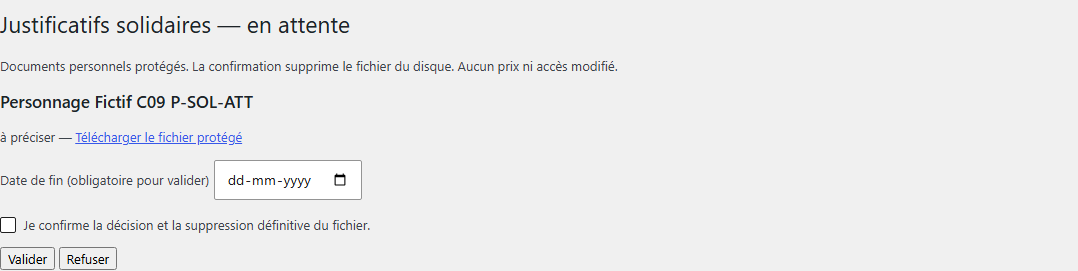 Justificatifs solidaires — en attente
Documents personnels protégés. La confirmation supprime le fichier du disque. Aucun prix ni accès modifié.
Personnage Fictif C09 P-SOL-ATT
à préciser — Télécharger le fichier protégé
Date de fin (obligatoire pour valider) dd-mm-yyyy
Je confirme la décision et la suppression définitive du fichier.
Valider Refuser